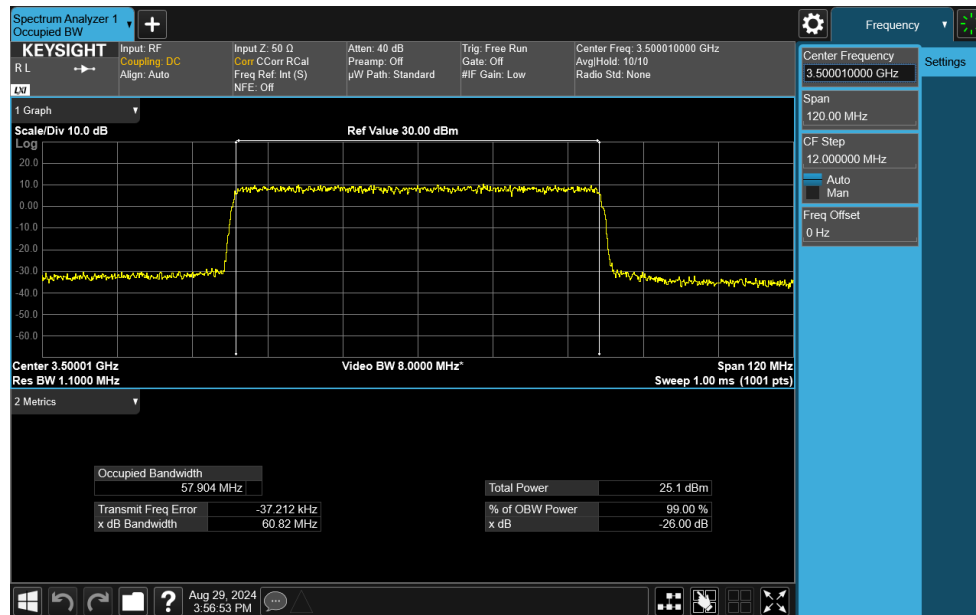 Spectrum Analyzer 1
Occupied BW
Frequency
KEYSIGHT
RL
LXI
Input: RF
Coupling: DC
Align: Auto
Input Z: 50 Ω
Corr CCorr RCal
Freq Ref: Int (S)
NFE: Off
Atten: 40 dB
Preamp: Off
µW Path: Standard
Trig: Free Run
Gate: Off
#IF Gain: Low
Center Freq: 3.500010000 GHz
Avg|Hold: 10/10
Radio Std: None
Center Frequency
3.500010000 GHz
Settings
Span
120.00 MHz
CF Step
12.000000 MHz
Auto
Man
Freq Offset
0 Hz
1 Graph
Scale/Div 10.0 dB
Ref Value 30.00 dBm
Log
20.0
10.0
0.00
-10.0
-20.0
-30.0
-40.0
-50.0
-60.0
Center 3.50001 GHz
Video BW 8.0000 MHz*
Span 120 MHz
Res BW 1.1000 MHz
Sweep 1.00 ms (1001 pts)
2 Metrics
Occupied Bandwidth
57.904 MHz
Total Power 25.1 dBm
Transmit Freq Error -37.212 kHz
% of OBW Power 99.00 %
x dB Bandwidth 60.82 MHz
x dB -26.00 dB
?
Aug 29, 2024
3:56:53 PM